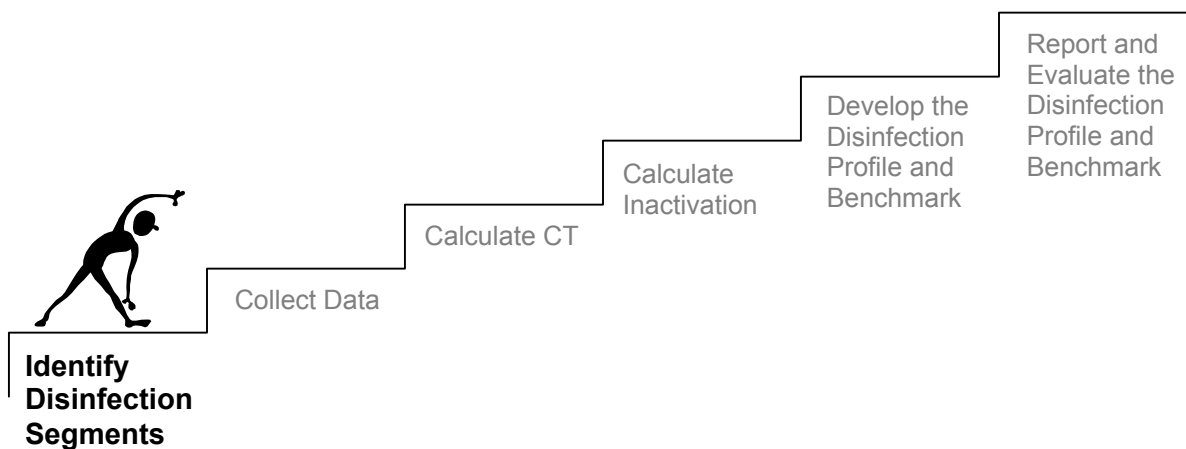 Identify
Disinfection
Segments
Collect Data
Calculate CT
Calculate
Inactivation
Develop the
Disinfection
Profile and
Benchmark
Report and
Evaluate the
Disinfection
Profile and
Benchmark